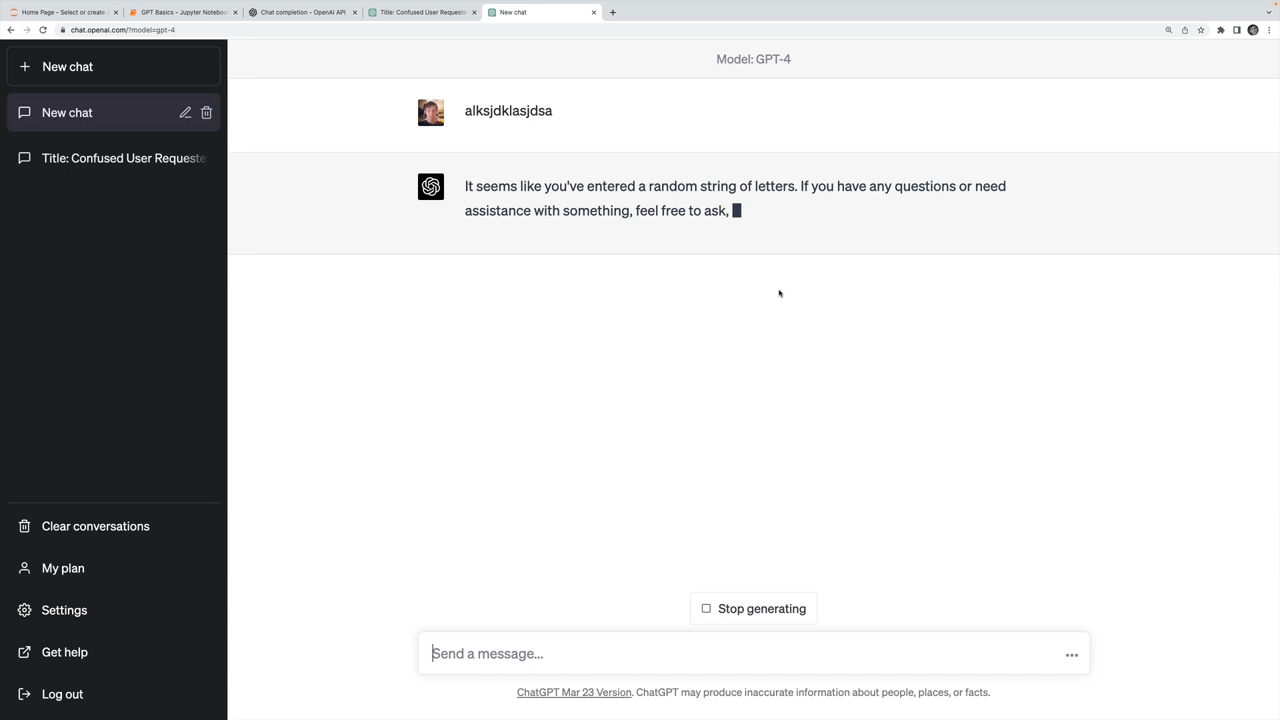 Home Page - Select or create
GPT Basics - Jupyter Notebo
Chat completion - OpenAI API
Title: Confused User Requeste
New chat
chat.openai.com/?model=gpt-4
New chat
New chat
Title: Confused User Requeste
Clear conversations
My plan
Settings
Get help
Log out
Model: GPT-4
alksjdklasjdsa
It seems like you've entered a random string of letters. If you have any questions or need
assistance with something, feel free to ask,
Stop generating
Send a message...
ChatGPT Mar 23 Version. ChatGPT may produce inaccurate information about people, places, or facts.